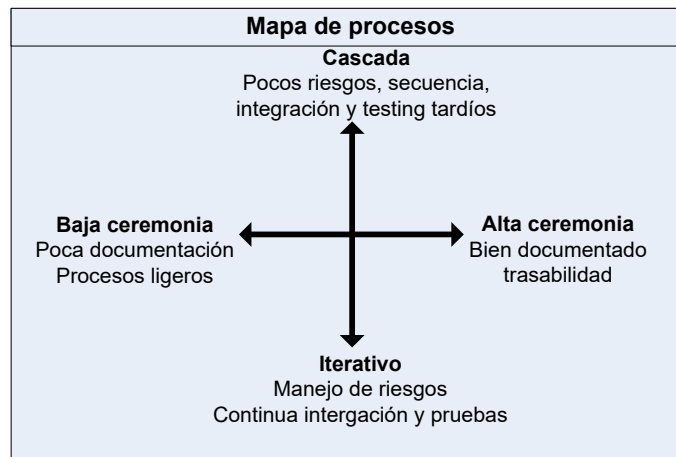 Mapa de procesos
Cascada
Pocos riesgos, secuencia,
integración y testing tardíos
Baja ceremonia
Poca documentación
Procesos ligeros
Alta ceremonia
Bien documentado
trasabilidad
Iterativo
Manejo de riesgos
Continua intergación y pruebas